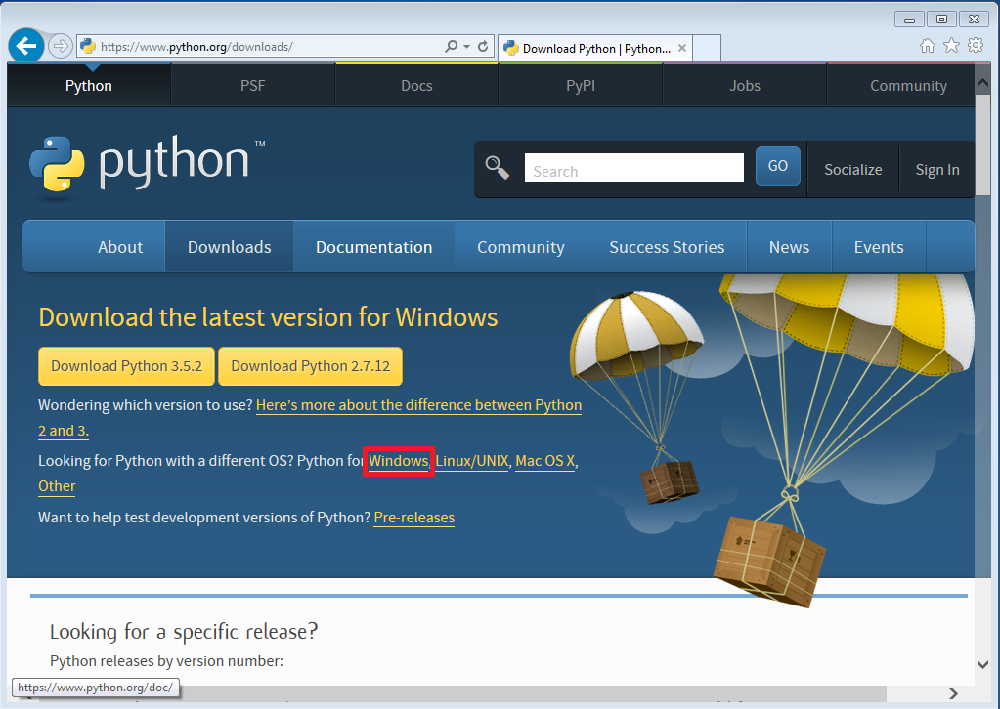 https://www.python.org/downloads/
Download Python | Python...
Python PSF Docs PyPI Jobs Community
python™
Search GO Socialize Sign In
About Downloads Documentation Community Success Stories News Events
Download the latest version for Windows
Download Python 3.5.2 Download Python 2.7.12
Wondering which version to use? Here's more about the difference between Python
2 and 3.
Looking for Python with a different OS? Python for Windows, Linux/UNIX, Mac OS X,
Other
Want to help test development versions of Python? Pre-releases
Looking for a specific release?
Python releases by version number:
https://www.python.org/doc/